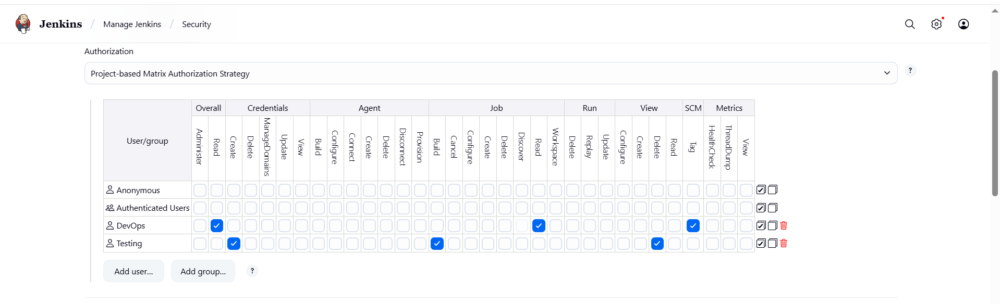 Jenkins / Manage Jenkins / Security
Authorization
Project-based Matrix Authorization Strategy
?
User/group
Overall Credentials Agent Job Run View SCM Metrics
Administer Read Create Delete ManageDomains Update View Build Configure Connect Create Delete Disconnect Provision Build Cancel Configure Create Delete Discover Read Workspace Delete Replay Update Configure Create Delete Read Tag HealthCheck ThreadDump View
Anonymous
Authenticated Users
DevOps
Testing
Add user... Add group... ?